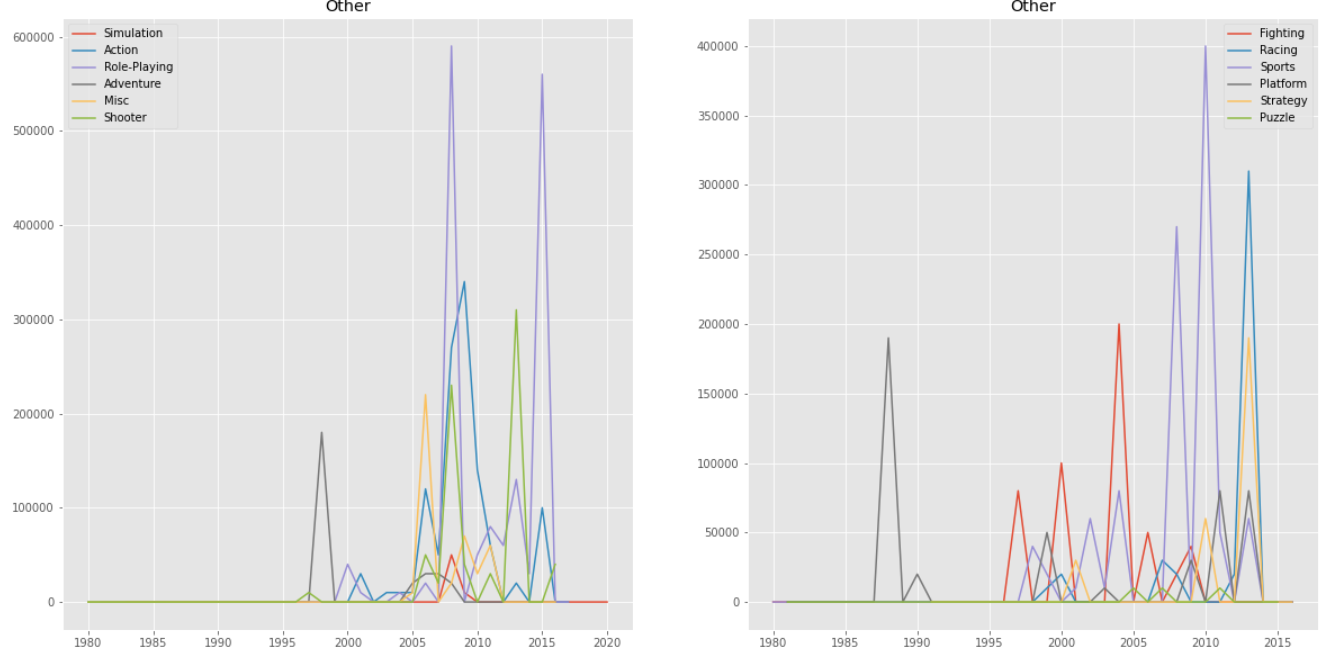 Other
Simulation
Action
Role-Playing
Adventure
Misc
Shooter
600000
500000
400000
300000
200000
100000
0
1980 1985 1990 1995 2000 2005 2010 2015 2020
Other
Fighting
Racing
Sports
Platform
Strategy
Puzzle
400000
350000
300000
250000
200000
150000
100000
50000
0
1980 1985 1990 1995 2000 2005 2010 2015